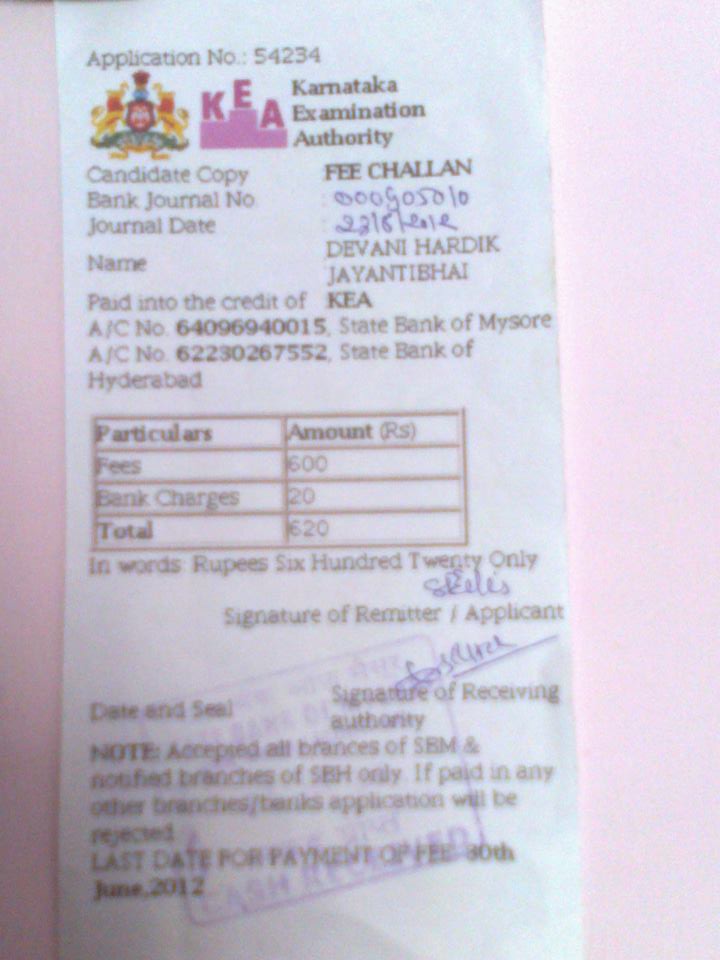 Application No.: 54234
KEA
Karnataka
Examination
Authority
Candidate Copy FEE CHALLAN
Bank Journal No :
Journal Date : 22/6/2012
Name DEVANI HARDIK
JAYANTIBHAI
Paid into the credit of KEA
A/C No. 64096940015, State Bank of Mysore
A/C No. 62230267552, State Bank of
Hyderabad
Particulars Amount (Rs)
Fees 600
Bank Charges 20
Total 620
In words: Rupees Six Hundred Twenty Only
Signature of Remitter / Applicant
Date and Seal Signature of Receiving
authority
NOTE: Accepted all brances of SBM &
notified branches of SBH only. If paid in any
other branches/banks application will be
rejected.
LAST DATE FOR PAYMENT OF FEE 30th
June,2012
CASH RECEIVED